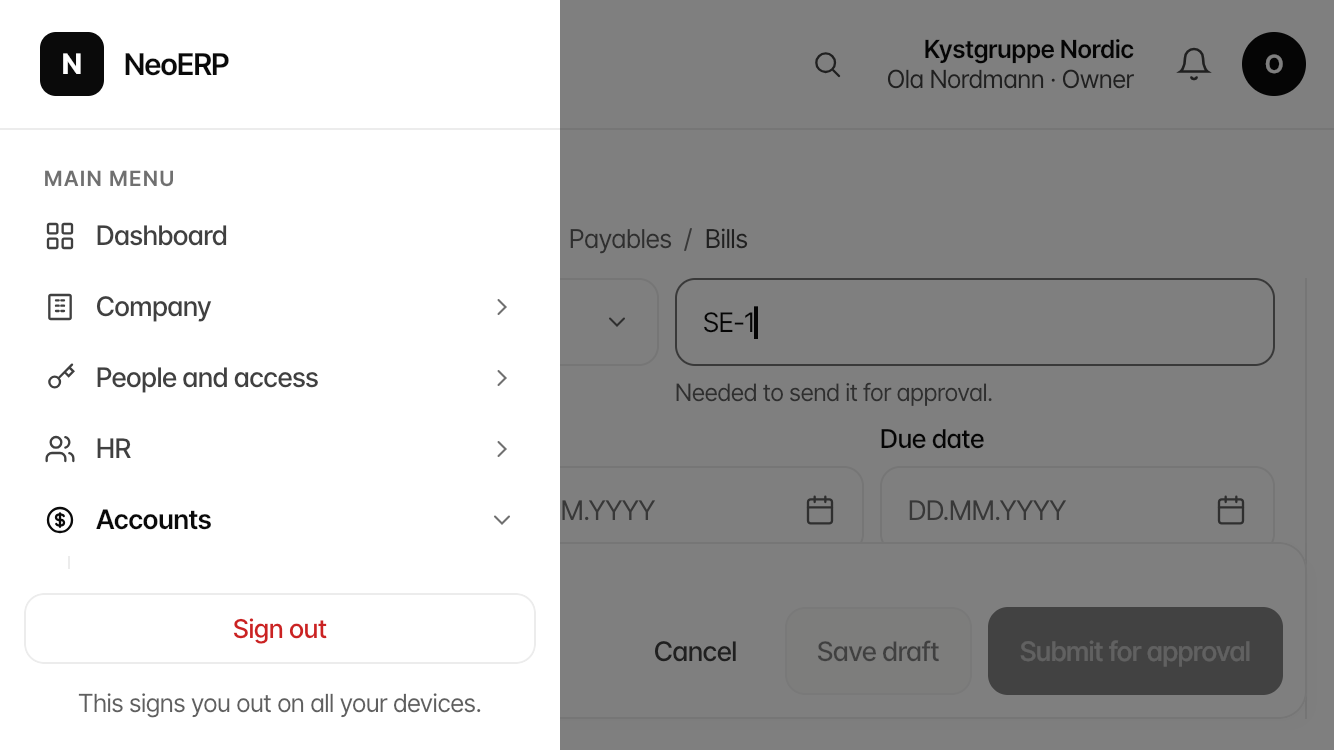 N
NeoERP
MAIN MENU
Dashboard
Company
People and access
HR
Accounts
Sign out
This signs you out on all your devices.
Kystgruppe Nordic
Ola Nordmann · Owner
O
Payables / Bills
SE-1
Needed to send it for approval.
Due date
M.YYYY
DD.MM.YYYY
Cancel
Save draft
Submit for approval